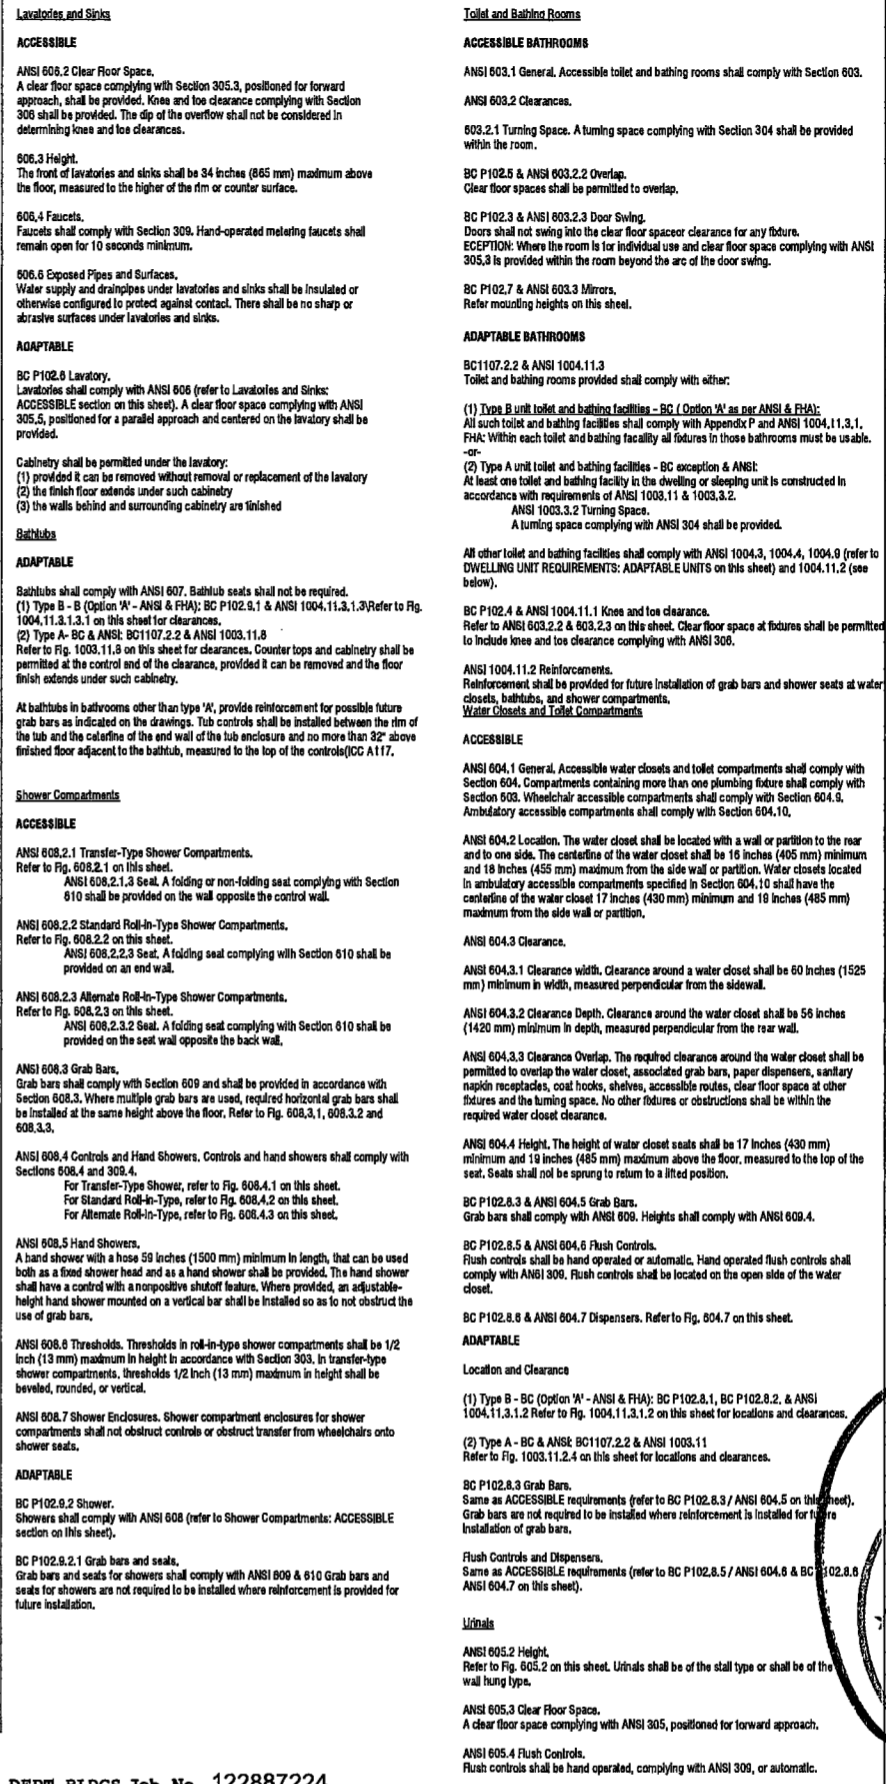 Lavatories and Sinks
ACCESSIBLE
ANSI 606.2 Clear Floor Space.
A clear floor space complying with Section 305.3, positioned for forward
approach, shall be provided. Knee and toe clearance complying with Section
306 shall be provided. The dip of the overflow shall not be considered in
determining knee and toe clearances.
606.3 Height.
The front of lavatories and sinks shall be 34 inches (865 mm) maximum above
the floor, measured to the higher of the rim or counter surface.
606.4 Faucets.
Faucets shall comply with Section 309. Hand-operated metering faucets shall
remain open for 10 seconds minimum.
606.6 Exposed Pipes and Surfaces.
Water supply and drainpipes under lavatories and sinks shall be insulated or
otherwise configured to protect against contact. There shall be no sharp or
abrasive surfaces under lavatories and sinks.
ADAPTABLE
BC P102.6 Lavatory.
Lavatories shall comply with ANSI 606 (refer to Lavatories and Sinks:
ACCESSIBLE section on this sheet). A clear floor space complying with ANSI
305.5, positioned for a parallel approach and centered on the lavatory shall be
provided.
Cabinetry shall be permitted under the lavatory:
(1) provided it can be removed without removal or replacement of the lavatory
(2) the finish floor extends under such cabinetry
(3) the walls behind and surrounding cabinetry are finished
Bathtubs
ADAPTABLE
Bathtubs shall comply with ANSI 607. Bathtub seats shall not be required.
(1) Type B - B (Option 'A' - ANSI & FHA): BC P102.9.1 & ANSI 1004.11.3.1.3\Refer to Fig.
1004.11.3.1.3.1 on this sheet for clearances.
(2) Type A- BC & ANSI: BC1107.2.2 & ANSI 1003.11.8
Refer to Fig. 1003.11.8 on this sheet for clearances. Counter tops and cabinetry shall be
permitted at the control end of the clearance, provided it can be removed and the floor
finish extends under such cabinetry.
At bathtubs in bathrooms other than type 'A', provide reinforcement for possible future
grab bars as indicated on the drawings. Tub controls shall be installed between the rim of
the tub and the caterline of the end wall of the tub enclosure and no more than 32" above
finished floor adjacent to the bathtub, measured to the top of the controls(ICC A117.
Shower Compartments
ACCESSIBLE
ANSI 608.2.1 Transfer-Type Shower Compartments.
Refer to Fig. 608.2.1 on this sheet.
ANSI 608.2.1.3 Seat. A folding or non-folding seat complying with Section
610 shall be provided on the wall opposite the control wall.
ANSI 608.2.2 Standard Roll-in-Type Shower Compartments.
Refer to Fig. 608.2.2 on this sheet.
ANSI 608.2.2.3 Seat. A folding seat complying with Section 610 shall be
provided on an end wall.
ANSI 608.2.3 Alternate Roll-in-Type Shower Compartments.
Refer to Fig. 608.2.3 on this sheet.
ANSI 608.2.3.2 Seat. A folding seat complying with Section 610 shall be
provided on the seat wall opposite the back wall.
ANSI 608.3 Grab Bars.
Grab bars shall comply with Section 609 and shall be provided in accordance with
Section 608.3. Where multiple grab bars are used, required horizontal grab bars shall
be installed at the same height above the floor. Refer to Fig. 608.3.1, 608.3.2 and
608.3.3.
ANSI 608.4 Controls and Hand Showers. Controls and hand showers shall comply with
Sections 608.4 and 309.4.
For Transfer-Type Shower, refer to Fig. 608.4.1 on this sheet.
For Standard Roll-in-Type, refer to Fig. 608.4.2 on this sheet.
For Alternate Roll-in-Type, refer to Fig. 608.4.3 on this sheet.
ANSI 608.5 Hand Showers.
A hand shower with a hose 59 inches (1500 mm) minimum in length, that can be used
both as a fixed shower head and as a hand shower shall be provided. The hand shower
shall have a control with a nonpositive shutoff feature. Where provided, an adjustable-
height hand shower mounted on a vertical bar shall be installed so as to not obstruct the
use of grab bars.
ANSI 608.6 Thresholds. Thresholds in roll-in-type shower compartments shall be 1/2
inch (13 mm) maximum in height in accordance with Section 303. In transfer-type
shower compartments, thresholds 1/2 inch (13 mm) maximum in height shall be
beveled, rounded, or vertical.
ANSI 608.7 Shower Enclosures. Shower compartment enclosures for shower
compartments shall not obstruct controls or obstruct transfer from wheelchairs onto
shower seats.
ADAPTABLE
BC P102.9.2 Shower.
Showers shall comply with ANSI 608 (refer to Shower Compartments: ACCESSIBLE
section on this sheet).
BC P102.9.2.1 Grab bars and seats.
Grab bars and seats for showers shall comply with ANSI 609 & 610 Grab bars and
seats for showers are not required to be installed where reinforcement is provided for
future installation.
DEPT BLDGS Job No. 122887224
Toilet and Bathing Rooms
ACCESSIBLE BATHROOMS
ANSI 603.1 General. Accessible toilet and bathing rooms shall comply with Section 603.
ANSI 603.2 Clearances.
603.2.1 Turning Space. A turning space complying with Section 304 shall be provided
within the room.
BC P102.5 & ANSI 603.2.2 Overlap.
Clear floor spaces shall be permitted to overlap.
BC P102.3 & ANSI 603.2.3 Door Swing.
Doors shall not swing into the clear floor spaceor clearance for any fixture.
ECEPTION: Where the room is for individual use and clear floor space complying with ANSI
305.3 is provided within the room beyond the arc of the door swing.
BC P102.7 & ANSI 603.3 Mirrors.
Refer mounting heights on this sheet.
ADAPTABLE BATHROOMS
BC1107.2.2 & ANSI 1004.11.3
Toilet and bathing rooms provided shall comply with either:
(1) Type B unit toilet and bathing facilities - BC ( Option 'A' as per ANSI & FHA):
All such toilet and bathing facilities shall comply with Appendix P and ANSI 1004.11.3.1.
FHA: Within each toilet and bathing facality all fixtures in those bathrooms must be usable.
-or-
(2) Type A unit toilet and bathing facilities - BC exception & ANSI:
At least one toilet and bathing facility in the dwelling or sleeping unit is constructed in
accordance with requirements of ANSI 1003.11 & 1003.3.2.
ANSI 1003.3.2 Turning Space.
A turning space complying with ANSI 304 shall be provided.
All other toilet and bathing facilities shall comply with ANSI 1004.3, 1004.4, 1004.9 (refer to
DWELLING UNIT REQUIREMENTS: ADAPTABLE UNITS on this sheet) and 1004.11.2 (see
below).
BC P102.4 & ANSI 1004.11.1 Knee and toe clearance.
Refer to ANSI 603.2.2 & 603.2.3 on this sheet. Clear floor space at fixtures shall be permitted
to include knee and toe clearance complying with ANSI 306.
ANSI 1004.11.2 Reinforcements.
Reinforcement shall be provided for future installation of grab bars and shower seats at water
closets, bathtubs, and shower compartments.
Water Closets and Toilet Compartments
ACCESSIBLE
ANSI 604.1 General. Accessible water closets and toilet compartments shall comply with
Section 604. Compartments containing more than one plumbing fixture shall comply with
Section 603. Wheelchair accessible compartments shall comply with Section 604.9.
Ambulatory accessible compartments shall comply with Section 604.10.
ANSI 604.2 Location. The water closet shall be located with a wall or partition to the rear
and to one side. The centerline of the water closet shall be 16 inches (405 mm) minimum
and 18 inches (455 mm) maximum from the side wall or partition. Water closets located
in ambulatory accessible compartments specified in Section 604.10 shall have the
centerline of the water closet 17 inches (430 mm) minimum and 19 inches (485 mm)
maximum from the side wall or partition.
ANSI 604.3 Clearance.
ANSI 604.3.1 Clearance width. Clearance around a water closet shall be 60 inches (1525
mm) minimum in width, measured perpendicular from the sidewall.
ANSI 604.3.2 Clearance Depth. Clearance around the water closet shall be 56 inches
(1420 mm) minimum in depth, measured perpendicular from the rear wall.
ANSI 604.3.3 Clearance Overlap. The required clearance around the water closet shall be
permitted to overlap the water closet, associated grab bars, paper dispensers, sanitary
napkin receptacles, coat hooks, shelves, accessible routes, clear floor space at other
fixtures and the turning space. No other fixtures or obstructions shall be within the
required water closet clearance.
ANSI 604.4 Height. The height of water closet seats shall be 17 inches (430 mm)
minimum and 19 inches (485 mm) maximum above the floor, measured to the top of the
seat. Seats shall not be sprung to return to a lifted position.
BC P102.8.3 & ANSI 604.5 Grab Bars.
Grab bars shall comply with ANSI 609. Heights shall comply with ANSI 609.4.
BC P102.8.5 & ANSI 604.6 Flush Controls.
Flush controls shall be hand operated or automatic. Hand operated flush controls shall
comply with ANSI 309. Flush controls shall be located on the open side of the water
closet.
BC P102.8.6 & ANSI 604.7 Dispensers. Refer to Fig. 604.7 on this sheet.
ADAPTABLE
Location and Clearance
(1) Type B - BC (Option 'A' - ANSI & FHA): BC P102.8.1, BC P102.8.2, & ANSI
1004.11.3.1.2 Refer to Fig. 1004.11.3.1.2 on this sheet for locations and clearances.
(2) Type A - BC & ANSI: BC1107.2.2 & ANSI 1003.11
Refer to Fig. 1003.11.2.4 on this sheet for locations and clearances.
BC P102.8.3 Grab Bars.
Same as ACCESSIBLE requirements (refer to BC P102.8.3 / ANSI 604.5 on this sheet).
Grab bars are not required to be installed where reinforcement is installed for future
installation of grab bars.
Flush Controls and Dispensers.
Same as ACCESSIBLE requirements (refer to BC P102.8.5 / ANSI 604.6 & BC P102.8.6
ANSI 604.7 on this sheet).
Urinals
ANSI 605.2 Height.
Refer to Fig. 605.2 on this sheet. Urinals shall be of the stall type or shall be of the
wall hung type.
ANSI 605.3 Clear Floor Space.
A clear floor space complying with ANSI 305, positioned for forward approach.
ANSI 605.4 Flush Controls.
Flush controls shall be hand operated, complying with ANSI 309, or automatic.